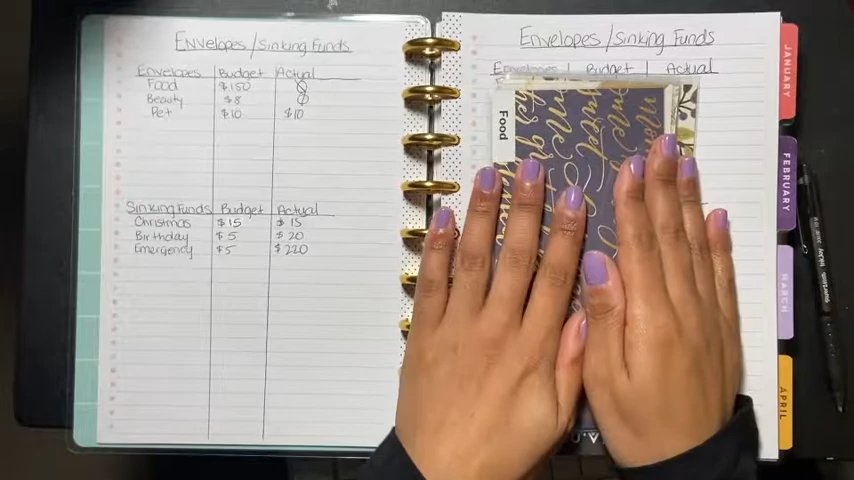 Envelopes/Sinking Funds
Envelopes Budget Actual
Food $150 0
Beauty $8 0
Pet $10 $10
Sinking Funds Budget Actual
Christmas $15 $15
Birthday $5 $20
Emergency $5 $220
Envelopes/Sinking Funds
Envelopes Budget Actual
Food
JANUARY
FEBRUARY
MARCH
APRIL